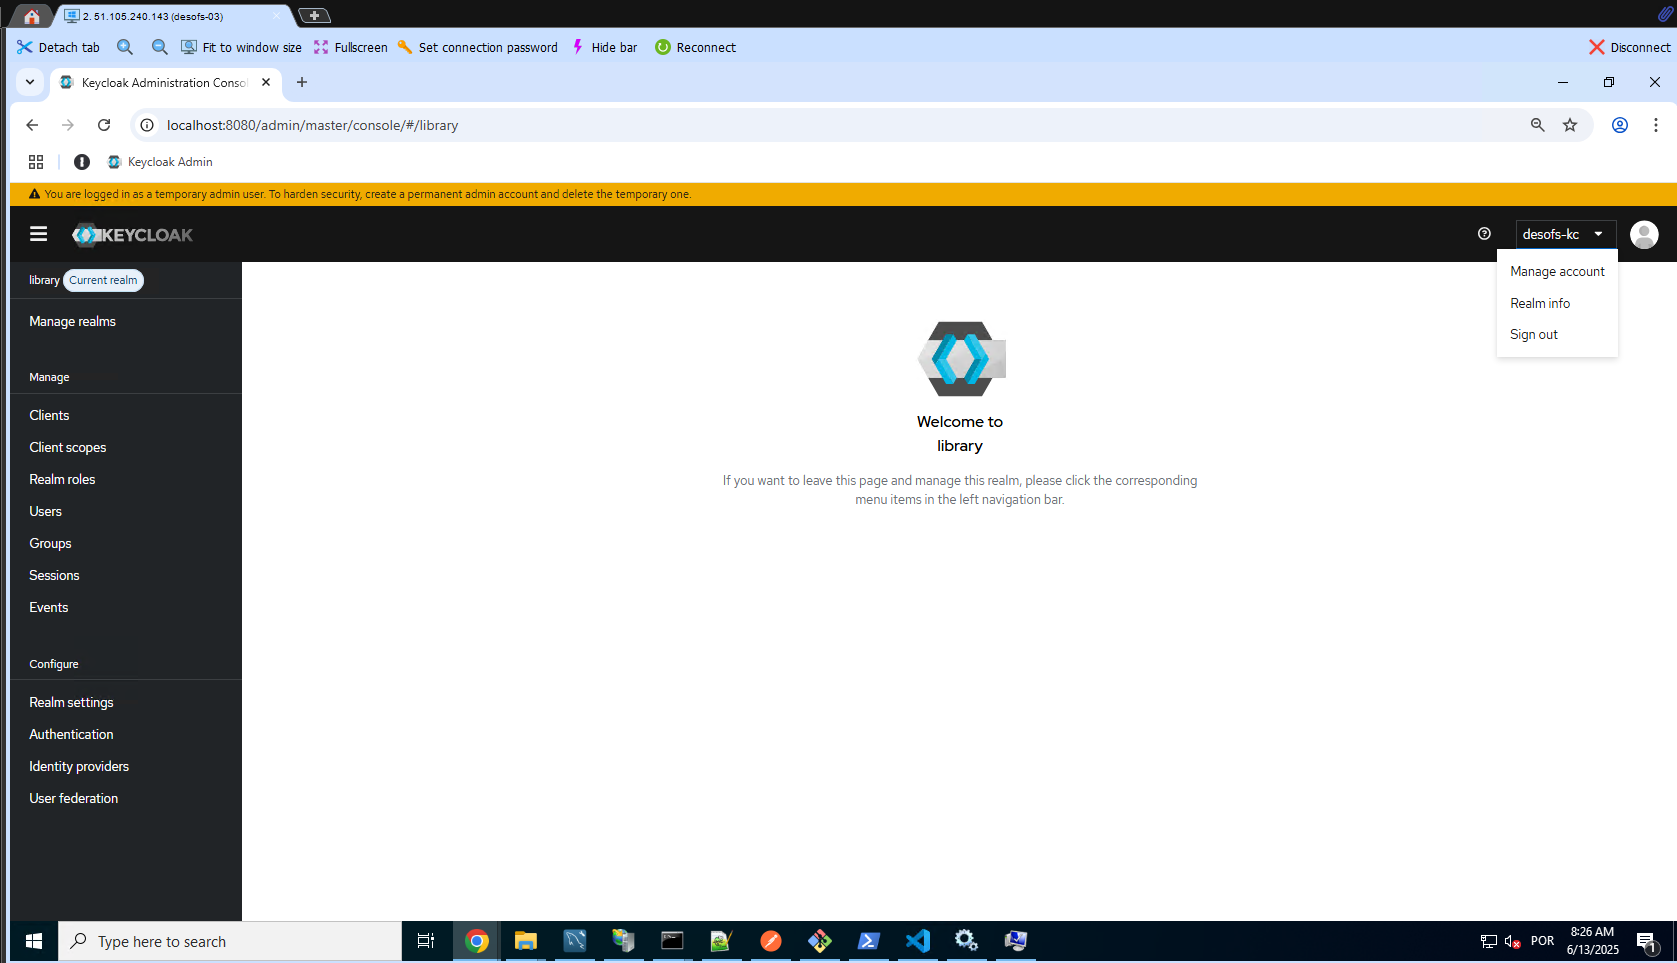 2. 51.105.240.143 (desofs-03)
Detach tab
Fit to window size
Fullscreen
Set connection password
Hide bar
Reconnect
Disconnect
Keycloak Administration Consol
localhost:8080/admin/master/console/#/library
Keycloak Admin
You are logged in as a temporary admin user. To harden security, create a permanent admin account and delete the temporary one.
KEYCLOAK
desofs-kc
Manage account
Realm info
Sign out
library Current realm
Manage realms
Manage
Clients
Client scopes
Realm roles
Users
Groups
Sessions
Events
Configure
Realm settings
Authentication
Identity providers
User federation
Welcome to
library
If you want to leave this page and manage this realm, please click the corresponding
menu items in the left navigation bar.
Type here to search
POR
8:26 AM
6/13/2025
1